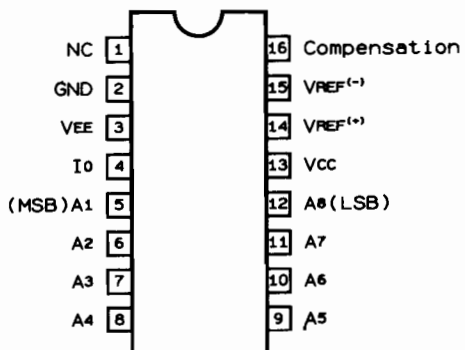 NC 1 16 Compensation
GND 2 15 VREF(-)
VEE 3 14 VREF(+)
IO 4 13 VCC
(MSB)A1 5 12 A8(LSB)
A2 6 11 A7
A3 7 10 A6
A4 8 9 A5